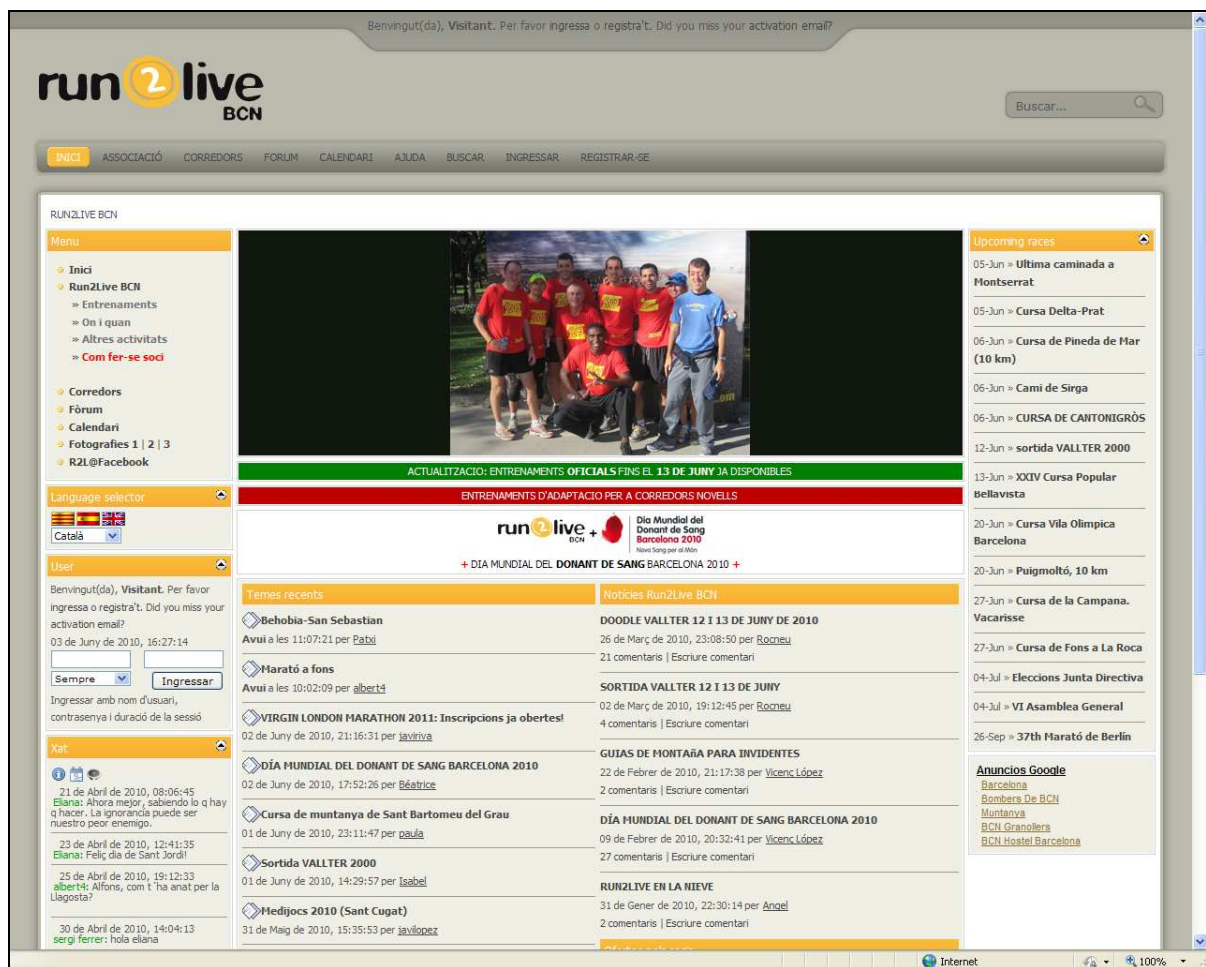 Benvingut(da), Visitant. Per favor ingressa o registra't. Did you miss your activation email?
run2live
BCN
Buscar...
INICI ASSOCIACIÓ CORREDORS FORUM CALENDARI AJUDA BUSCAR INGRESSAR REGISTRAR-SE
RUN2LIVE BCN
Menu
Inici
Run2Live BCN
» Entrenaments
» On i quan
» Altres activitats
» Com fer-se soci
Corredors
Fòrum
Calendari
Fotografies 1 | 2 | 3
R2L@Facebook
Language selector
Català
User
Benvingut(da), Visitant. Per favor
ingressa o registra't. Did you miss your
activation email?
03 de Juny de 2010, 16:27:14
Sempre Ingressar
Ingressar amb nom d'usuari,
contrasenya i duració de la sessió
Xat
21 de Abril de 2010, 08:06:45
Eliana: Ahora mejor, sabiendo lo q hay
q hacer. La ignorancia puede ser
nuestro peor enemigo.
23 de Abril de 2010, 12:41:35
Eliana: Feliç dia de Sant Jordi!
25 de Abril de 2010, 19:12:33
albert4: Alfons, com t´ha anat per la
Llagosta?
30 de Abril de 2010, 14:04:13
sergi ferrer: hola eliana
ACTUALITZACIO: ENTRENAMENTS OFICIALS FINS EL 13 DE JUNY JA DISPONIBLES
ENTRENAMENTS D'ADAPTACIO PER A CORREDORS NOVELLS
run2live
BCN
+
Dia Mundial del
Donant de Sang
Barcelona 2010
Nova Sang per al Món
+ DIA MUNDIAL DEL DONANT DE SANG BARCELONA 2010 +
Temes recents
Behobia-San Sebastian
Avui a les 11:07:21 per Patxi
Marató a fons
Avui a les 10:02:09 per albert4
VIRGIN LONDON MARATHON 2011: Inscripcions ja obertes!
02 de Juny de 2010, 21:16:31 per javiriva
DÍA MUNDIAL DEL DONANT DE SANG BARCELONA 2010
02 de Juny de 2010, 17:52:26 per Béatrice
Cursa de muntanya de Sant Bartomeu del Grau
01 de Juny de 2010, 23:11:47 per paula
Sortida VALLTER 2000
01 de Juny de 2010, 14:29:57 per Isabel
Medijocs 2010 (Sant Cugat)
31 de Maig de 2010, 15:35:53 per javilopez
Notícies Run2Live BCN
DOODLE VALLTER 12 I 13 DE JUNY DE 2010
26 de Març de 2010, 23:08:50 per Rocneu
21 comentaris | Escriure comentari
SORTIDA VALLTER 12 I 13 DE JUNY
02 de Març de 2010, 19:12:45 per Rocneu
4 comentaris | Escriure comentari
GUIAS DE MONTAñA PARA INVIDENTES
22 de Febrer de 2010, 21:17:38 per Vicenç López
2 comentaris | Escriure comentari
DÍA MUNDIAL DEL DONANT DE SANG BARCELONA 2010
09 de Febrer de 2010, 20:32:41 per Vicenç López
27 comentaris | Escriure comentari
RUN2LIVE EN LA NIEVE
31 de Gener de 2010, 22:30:14 per Angel
2 comentaris | Escriure comentari
Upcoming races
05-Jun » Ultima caminada a
Montserrat
05-Jun » Cursa Delta-Prat
06-Jun » Cursa de Pineda de Mar
(10 km)
06-Jun » Cami de Sirga
06-Jun » CURSA DE CANTONIGRÒS
12-Jun » sortida VALLTER 2000
13-Jun » XXIV Cursa Popular
Bellavista
20-Jun » Cursa Vila Olimpica
Barcelona
20-Jun » Puigmoltó, 10 km
27-Jun » Cursa de la Campana.
Vacarisse
27-Jun » Cursa de Fons a La Roca
04-Jul » Eleccions Junta Directiva
04-Jul » VI Asamblea General
26-Sep » 37th Marató de Berlín
Anuncios Google
Barcelona
Bombers De BCN
Muntanya
BCN Granollers
BCN Hostel Barcelona
Internet 100%